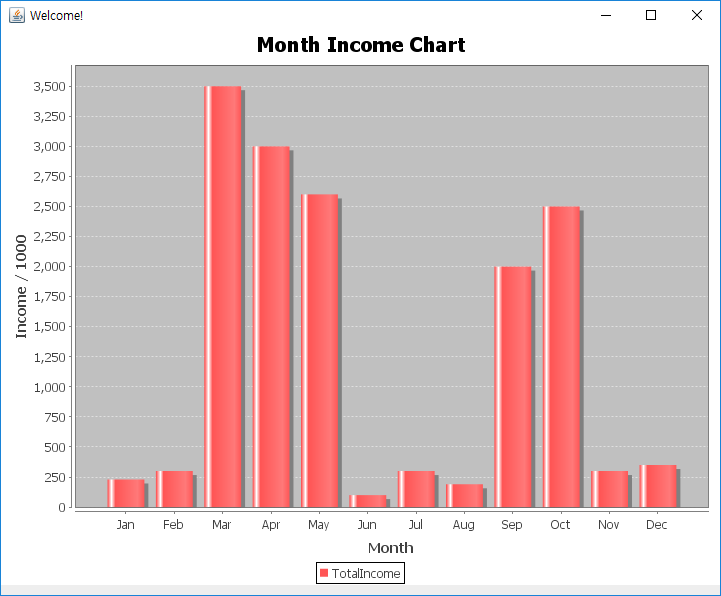 Welcome!
Month Income Chart
Income / 1000
3,500
3,250
3,000
2,750
2,500
2,250
2,000
1,750
1,500
1,250
1,000
750
500
250
0
Jan Feb Mar Apr May Jun Jul Aug Sep Oct Nov Dec
Month
TotalIncome